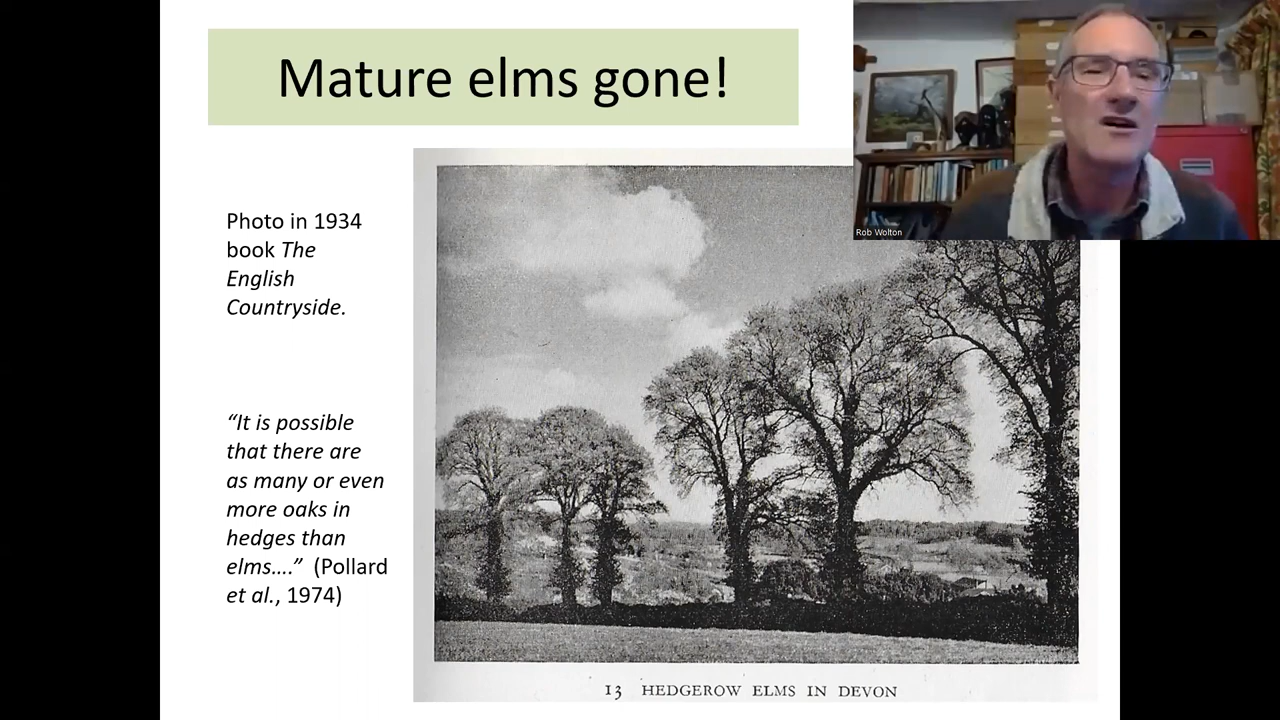 Mature elms gone!
Rob Wolton
Photo in 1934
book The
English
Countryside.
“It is possible
that there are
as many or even
more oaks in
hedges than
elms....” (Pollard
et al., 1974)
13 HEDGEROW ELMS IN DEVON